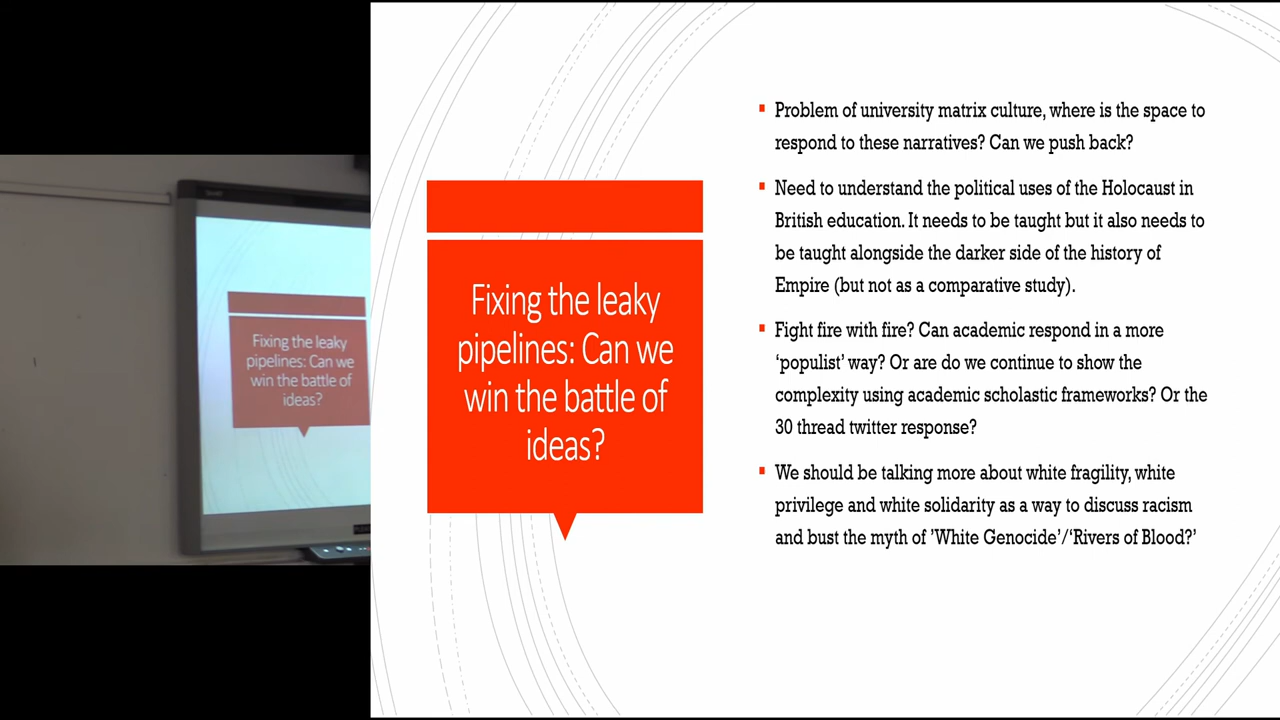 Fixing the leaky
pipelines: Can we
win the battle of
ideas?
Fixing the leaky
pipelines: Can we
win the battle of
ideas?
Problem of university matrix culture, where is the space to
respond to these narratives? Can we push back?
Need to understand the political uses of the Holocaust in
British education. It needs to be taught but it also needs to
be taught alongside the darker side of the history of
Empire (but not as a comparative study).
Fight fire with fire? Can academic respond in a more
‘populist’ way? Or are do we continue to show the
complexity using academic scholastic frameworks? Or the
30 thread twitter response?
We should be talking more about white fragility, white
privilege and white solidarity as a way to discuss racism
and bust the myth of ’White Genocide’/‘Rivers of Blood?’